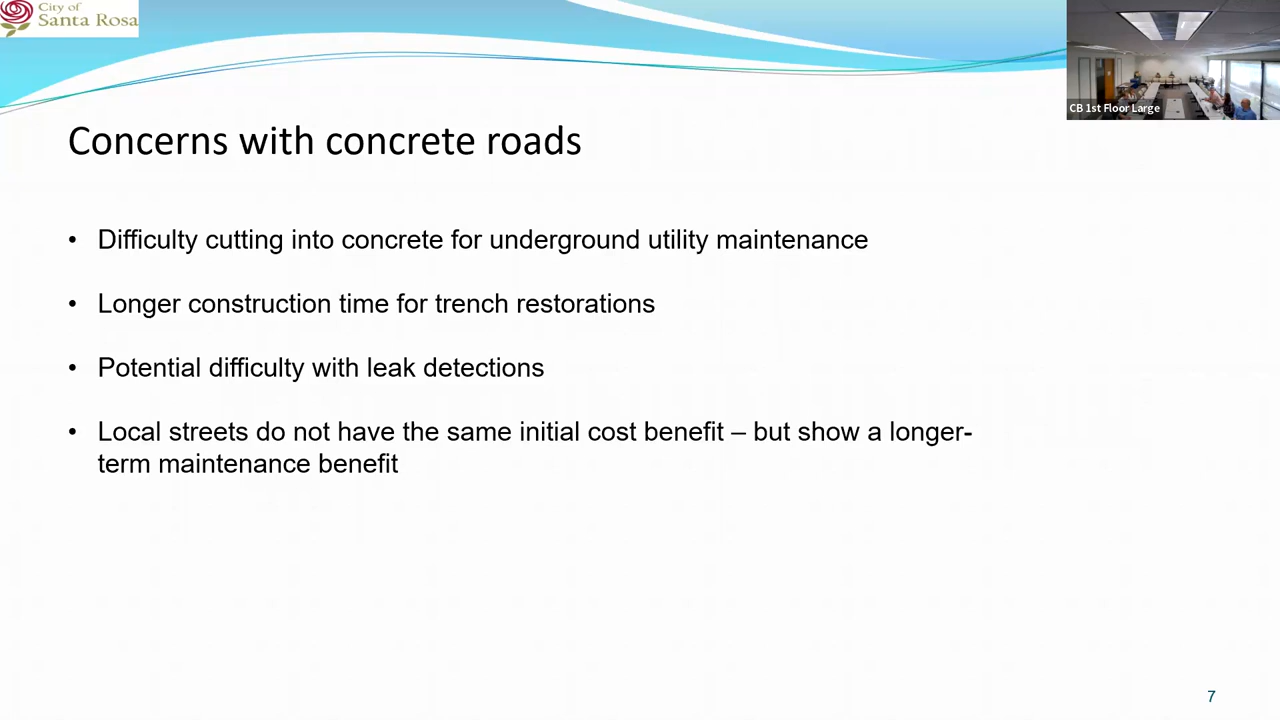 City of
Santa Rosa
CB 1st Floor Large
Concerns with concrete roads
• Difficulty cutting into concrete for underground utility maintenance
• Longer construction time for trench restorations
• Potential difficulty with leak detections
• Local streets do not have the same initial cost benefit – but show a longer-
term maintenance benefit
7